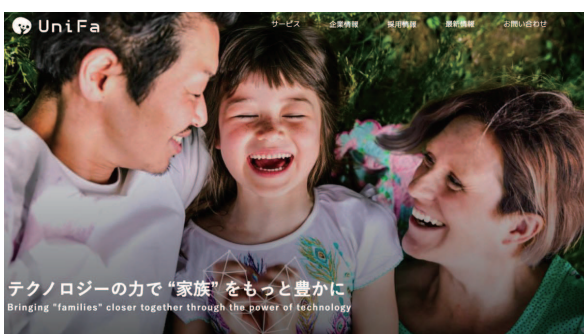 UniFa
サービス 企業情報 採用情報 最新情報 お問い合わせ
テクノロジーの力で “家族” をもっと豊かに
Bringing "families" closer together through the power of technology